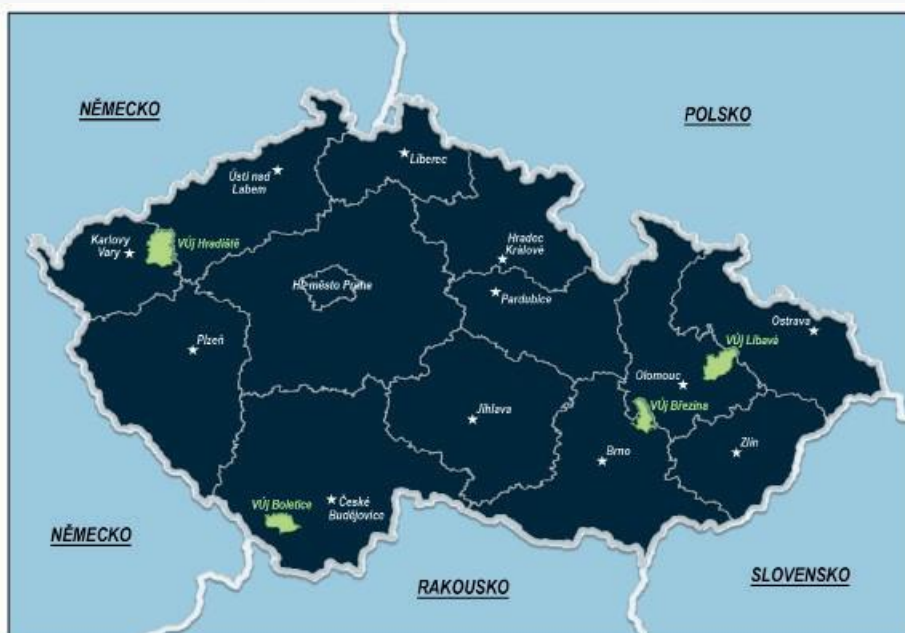 NĚMECKO
POLSKO
Liberec
Ústí nad
Labem
VÚj Hradiště
Karlovy
Vary
Hradec
Králové
Hl. město Praha
Pardubice
Ostrava
VÚj Libavá
Plzeň
Olomouc
VÚj Březina
Jihlava
Zlín
Brno
VÚj Boletice
České
Budějovice
NĚMECKO
SLOVENSKO
RAKOUSKO